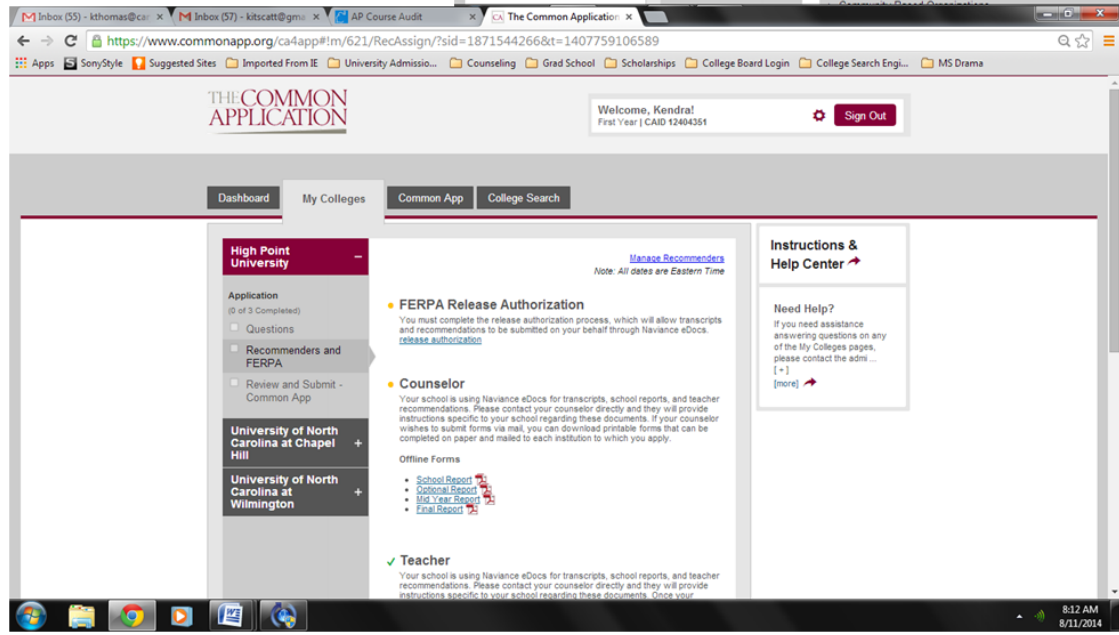 Community Based Organizations
Inbox (55) - kthomas@car
Inbox (57) - kitscatt@gma
AP Course Audit
The Common Application
https://www.commonapp.org/ca4app#!m/621/RecAssign/?sid=1871544266&t=1407759106589
Apps SonyStyle Suggested Sites Imported From IE University Admissio... Counseling Grad School Scholarships College Board Login College Search Engi... MS Drama
THE COMMON
APPLICATION
Welcome, Kendra!
First Year | CAID 12404351
Sign Out
Dashboard My Colleges Common App College Search
High Point
University
Application
(0 of 3 Completed)
Questions
Recommenders and
FERPA
Review and Submit -
Common App
University of North
Carolina at Chapel
Hill
University of North
Carolina at
Wilmington
Manage Recommenders
Note: All dates are Eastern Time
FERPA Release Authorization
You must complete the release authorization process, which will allow transcripts
and recommendations to be submitted on your behalf through Naviance eDocs.
release authorization
Counselor
Your school is using Naviance eDocs for transcripts, school reports, and teacher
recommendations. Please contact your counselor directly and they will provide
instructions specific to your school regarding these documents. If your counselor
wishes to submit forms via mail, you can download printable forms that can be
completed on paper and mailed to each institution to which you apply.
Offline Forms
School Report
Optional Report
Mid Year Report
Final Report
Teacher
Your school is using Naviance eDocs for transcripts, school reports, and teacher
recommendations. Please contact your counselor directly and they will provide
instructions specific to your school regarding these documents. Once your
Instructions &
Help Center
Need Help?
If you need assistance
answering questions on any
of the My Colleges pages,
please contact the admi ...
[ + ]
[more]
8:12 AM
8/11/2014